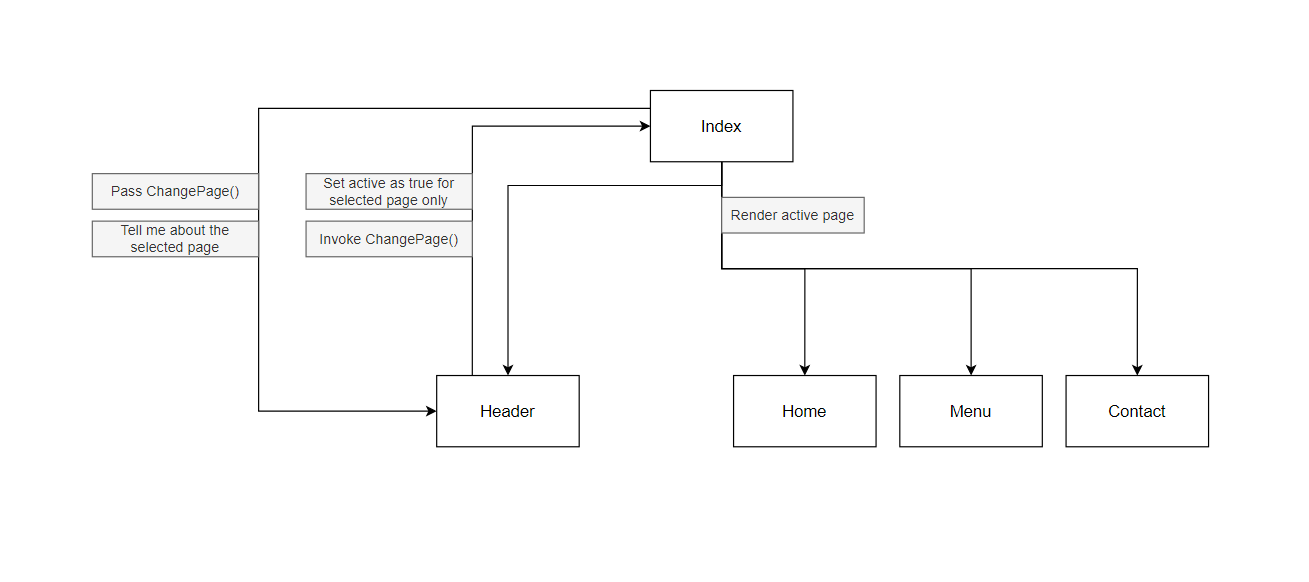 Index
Pass ChangePage()
Set active as true for
selected page only
Tell me about the
selected page
Invoke ChangePage()
Render active page
Header
Home
Menu
Contact